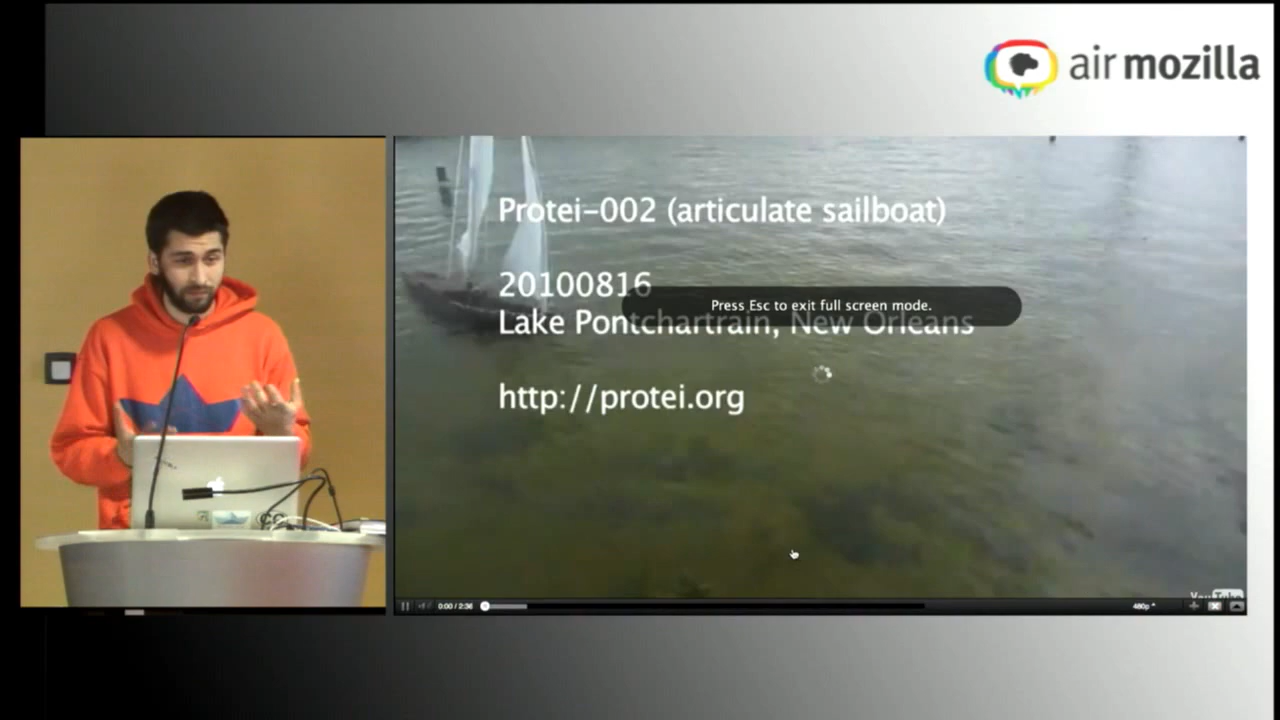 air mozilla
Protei-002 (articulate sailboat)
20100816
Press Esc to exit full screen mode.
Lake Pontchartrain, New Orleans
http://protei.org
YouTube
0:00 / 2:36
480p